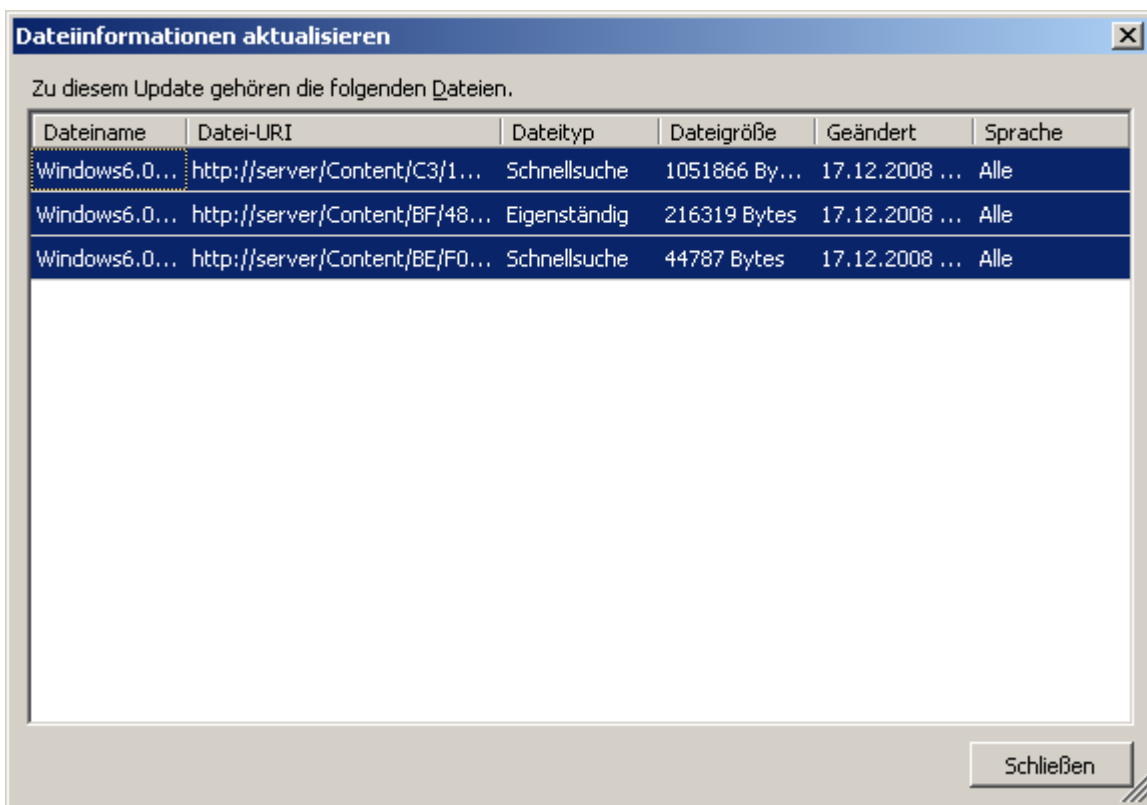 Dateiinformationen aktualisieren
Zu diesem Update gehören die folgenden Dateien.
Dateiname Datei-URI Dateityp Dateigröße Geändert Sprache
Windows6.0... http://server/Content/C3/1... Schnellsuche 1051866 By... 17.12.2008 ... Alle
Windows6.0... http://server/Content/BF/48... Eigenständig 216319 Bytes 17.12.2008 ... Alle
Windows6.0... http://server/Content/BE/F0... Schnellsuche 44787 Bytes 17.12.2008 ... Alle
Schließen